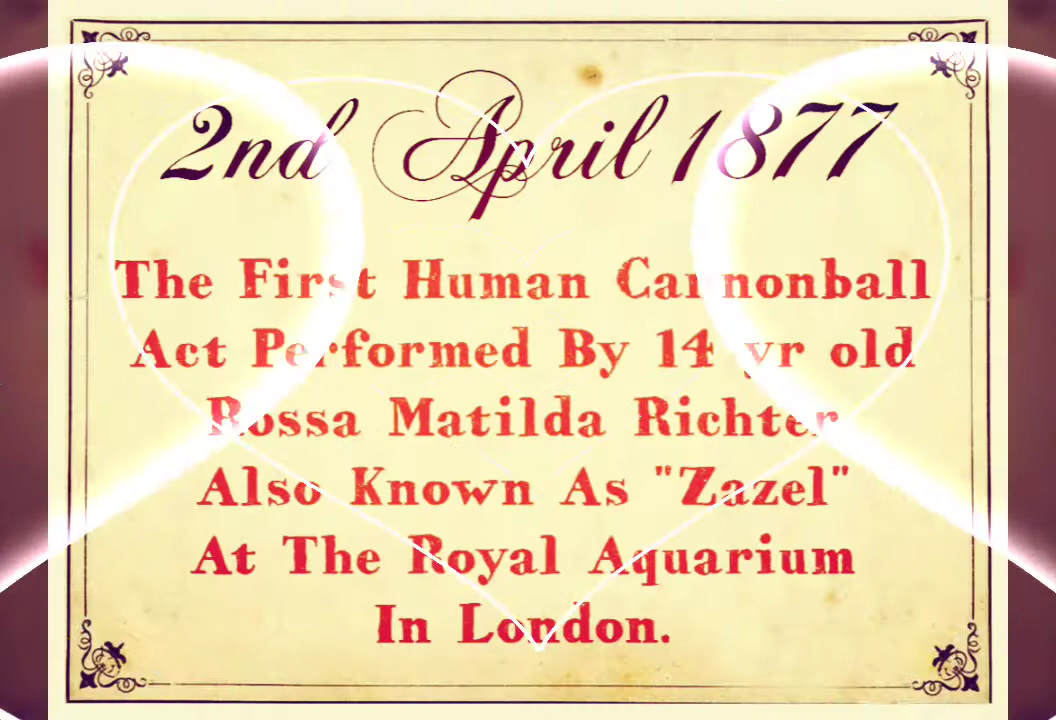 2nd April 1877
The First Human Cannonball
Act Performed By 14 yr old
Rossa Matilda Richter
Also Known As "Zazel"
At The Royal Aquarium
In London.